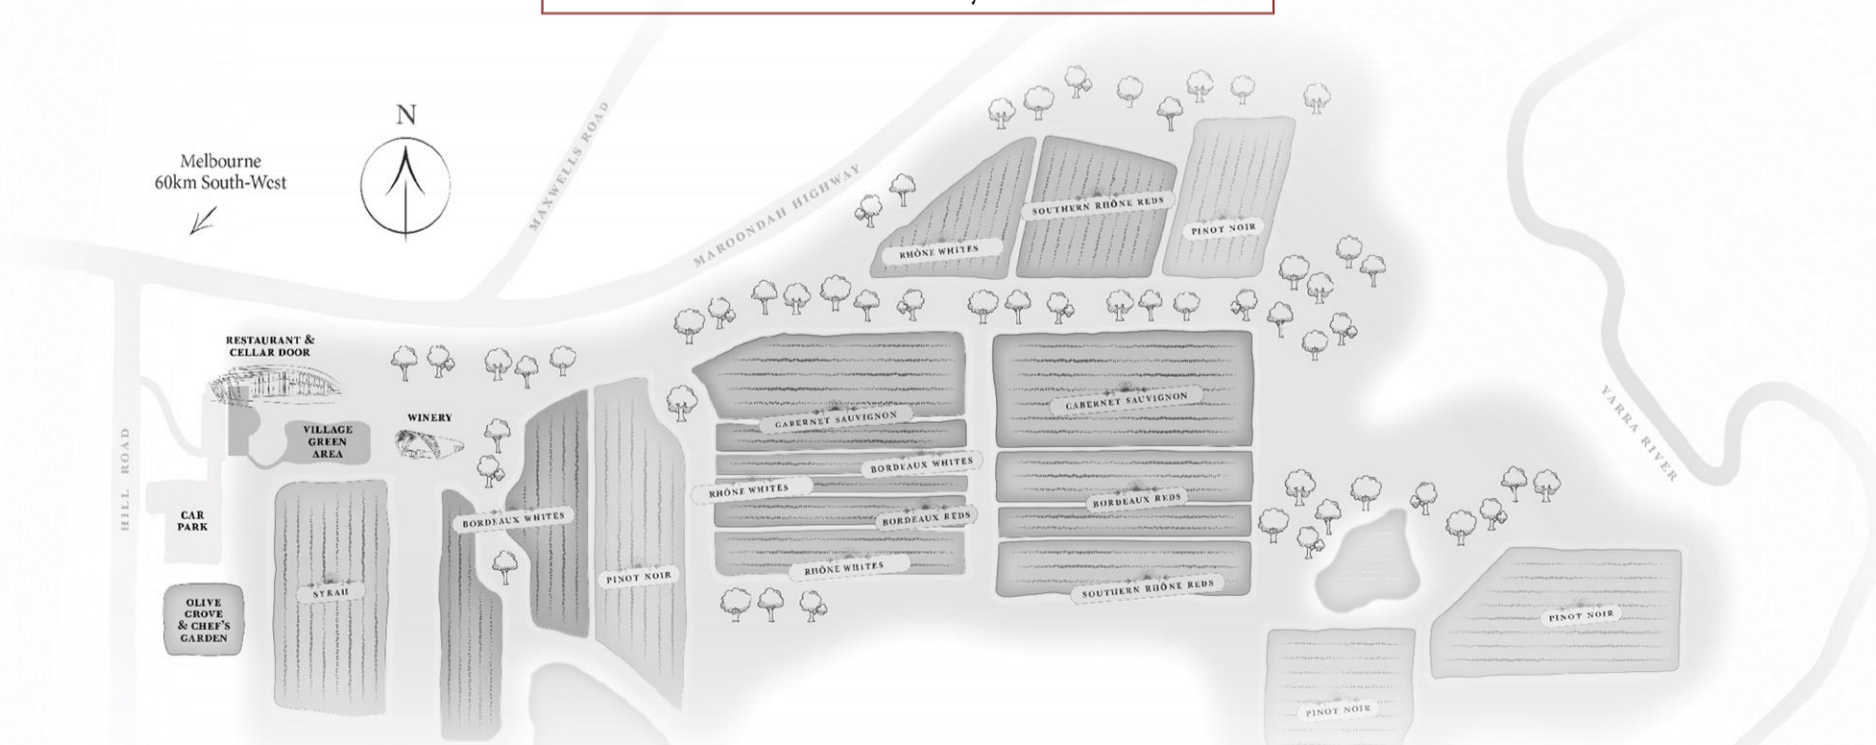 N
Melbourne
60km South-West
MAXWELLS ROAD
MAROONDAH HIGHWAY
SOUTHERN RHÔNE REDS
PINOT NOIR
RHÔNE WHITES
RESTAURANT &
CELLAR DOOR
WINERY
VILLAGE
GREEN
AREA
HILL ROAD
CAR
PARK
OLIVE
GROVE
& CHEF'S
GARDEN
SYRAH
BORDEAUX WHITES
PINOT NOIR
CABERNET SAUVIGNON
BORDEAUX WHITES
RHÔNE WHITES
BORDEAUX REDS
RHÔNE WHITES
CABERNET SAUVIGNON
BORDEAUX REDS
SOUTHERN RHÔNE REDS
YARRA RIVER
PINOT NOIR
PINOT NOIR